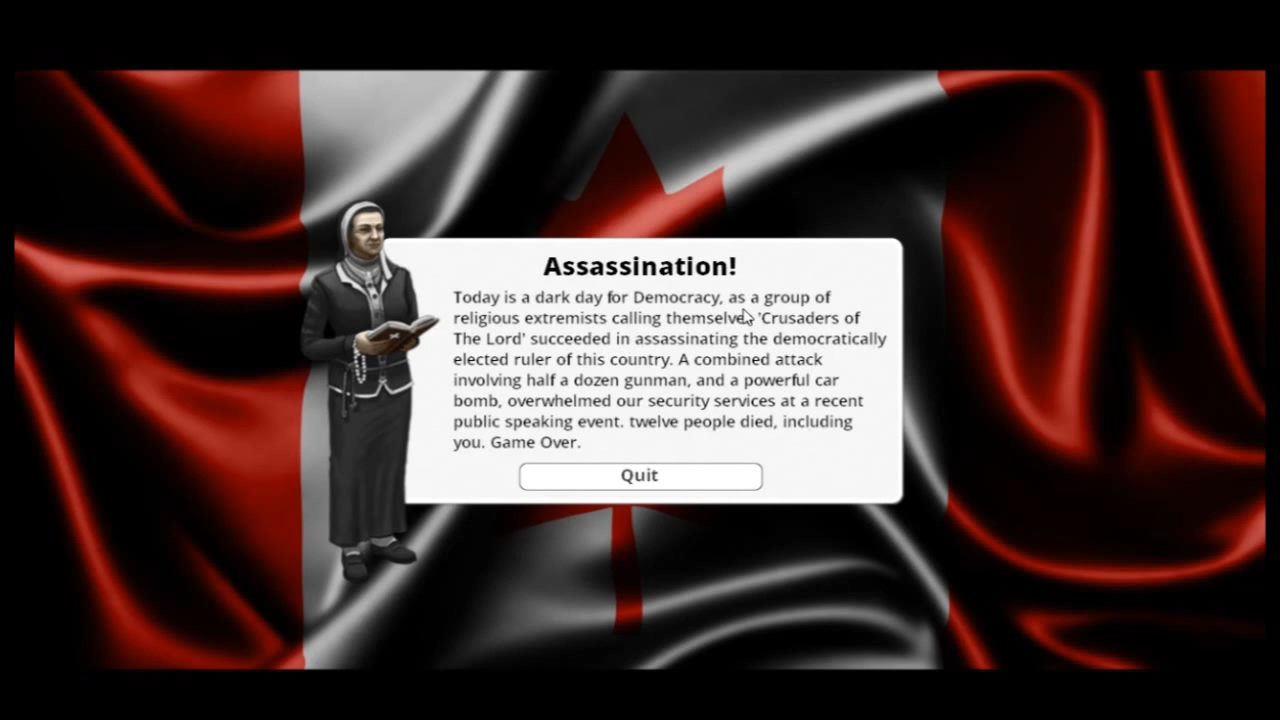 Assassination!
Today is a dark day for Democracy, as a group of
religious extremists calling themselves 'Crusaders of
The Lord' succeeded in assassinating the democratically
elected ruler of this country. A combined attack
involving half a dozen gunman, and a powerful car
bomb, overwhelmed our security services at a recent
public speaking event. twelve people died, including
you. Game Over.
Quit